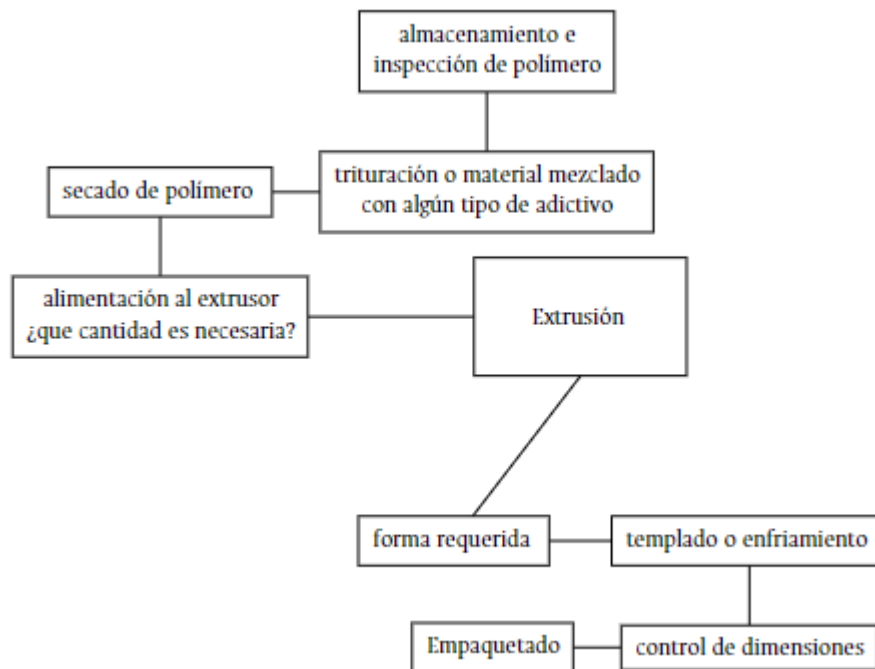 almacenamiento e
inspección de polímero
trituración o material mezclado
con algún tipo de adictivo
secado de polímero
alimentación al extrusor
¿que cantidad es necesaria?
Extrusión
forma requerida
templado o enfriamiento
control de dimensiones
Empaquetado